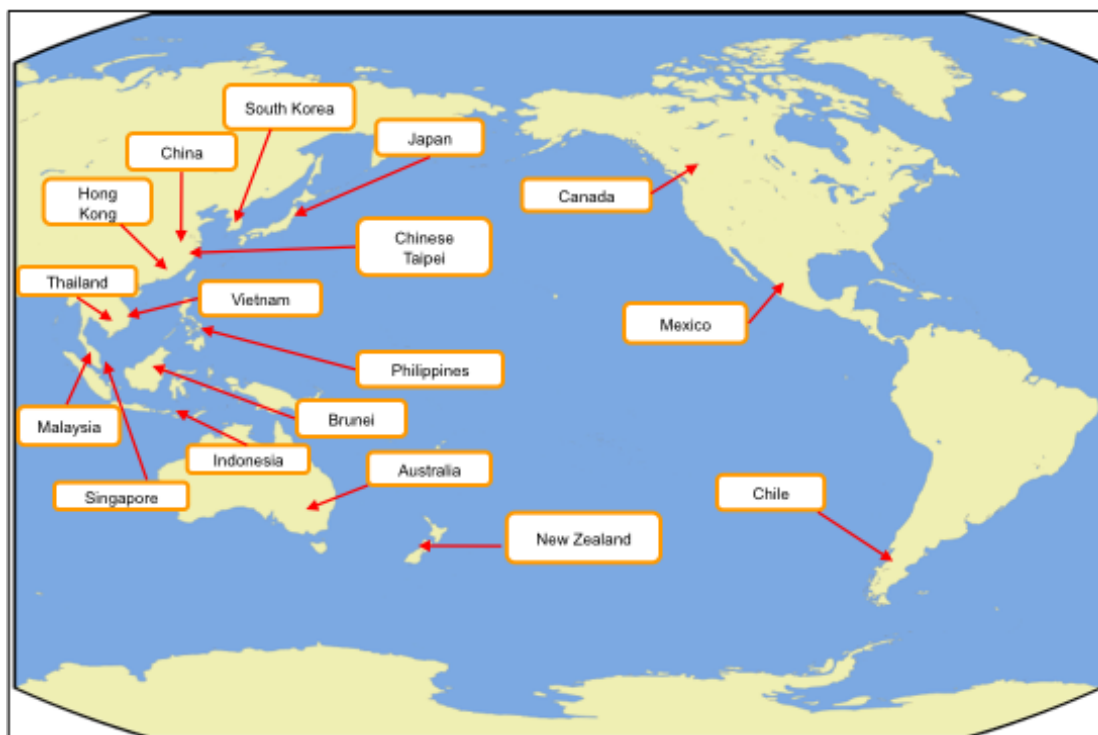 South Korea
Japan
China
Hong
Kong
Canada
Chinese
Taipei
Thailand
Vietnam
Mexico
Philippines
Malaysia
Brunei
Indonesia
Australia
Singapore
Chile
New Zealand